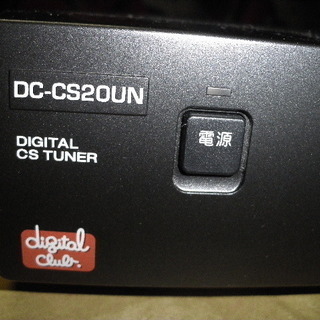 DC-CS20UN
電源
DIGITAL
CS TUNER
digital
club.